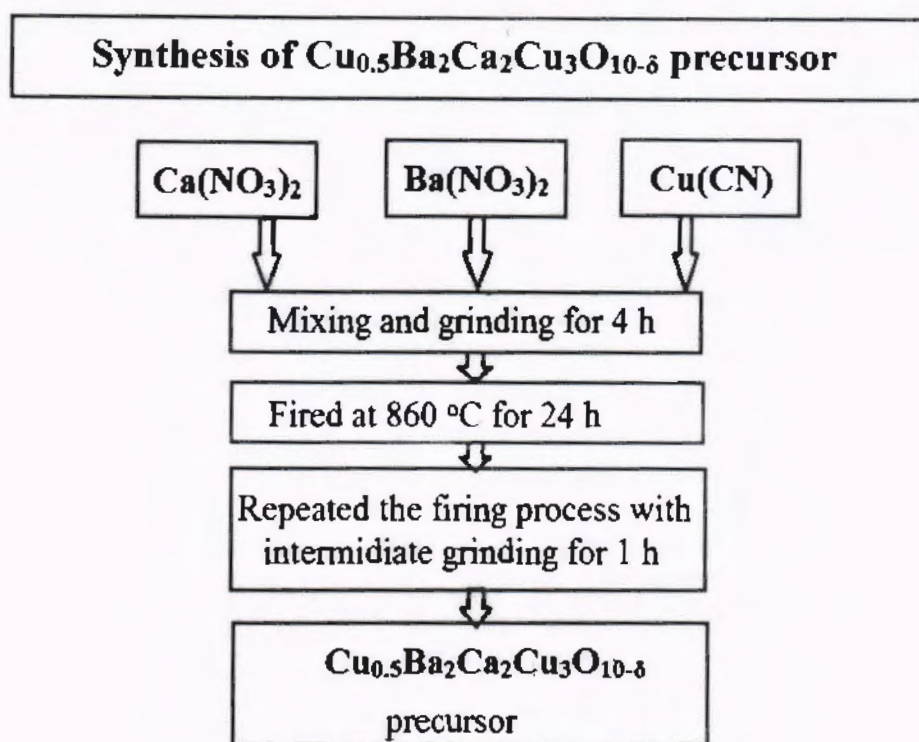 Synthesis of Cu₀.₅Ba₂Ca₂Cu₃O₁₀₋δ precursor
Ca(NO₃)₂ Ba(NO₃)₂ Cu(CN)
Mixing and grinding for 4 h
Fired at 860 °C for 24 h
Repeated the firing process with
intermidiate grinding for 1 h
Cu₀.₅Ba₂Ca₂Cu₃O₁₀₋δ
precursor